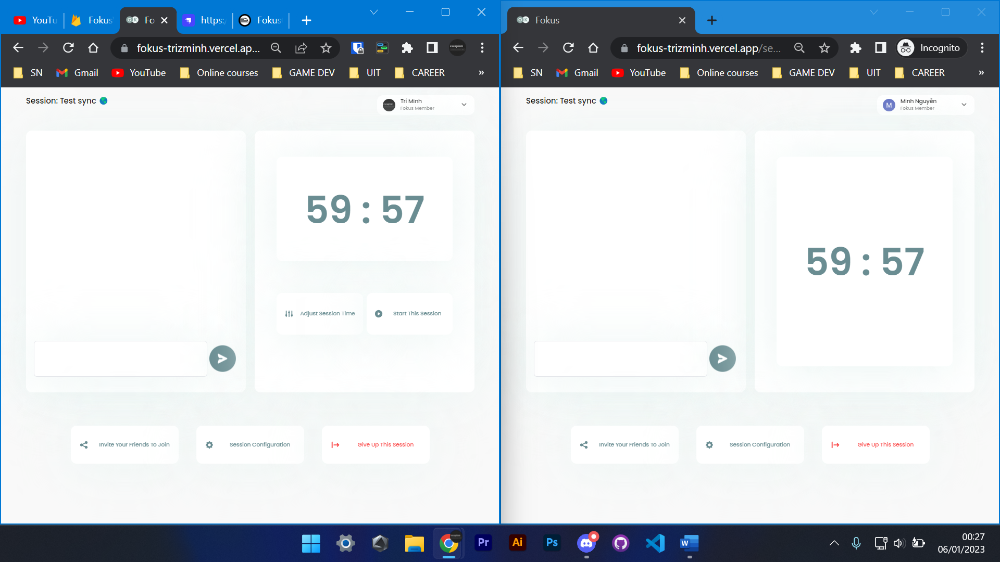 YouTu
Fokus
Fo
https:/
Fokus
fokus-trizminh.vercel.ap...
escapism
SN
Gmail
YouTube
Online courses
GAME DEV
UIT
CAREER
»
Session: Test sync
escapism
Tri Minh
Fokus Member
59 : 57
Adjust Session Time
Start This Session
Invite Your Friends To Join
Session Configuration
Give Up This Session
Fokus
fokus-trizminh.vercel.app/se...
Incognito
SN
Gmail
YouTube
Online courses
GAME DEV
UIT
CAREER
»
Session: Test sync
M
Minh Nguyễn
Fokus Member
59 : 57
Invite Your Friends To Join
Session Configuration
Give Up This Session
Pr
Ai
Ps
W
00:27
06/01/2023